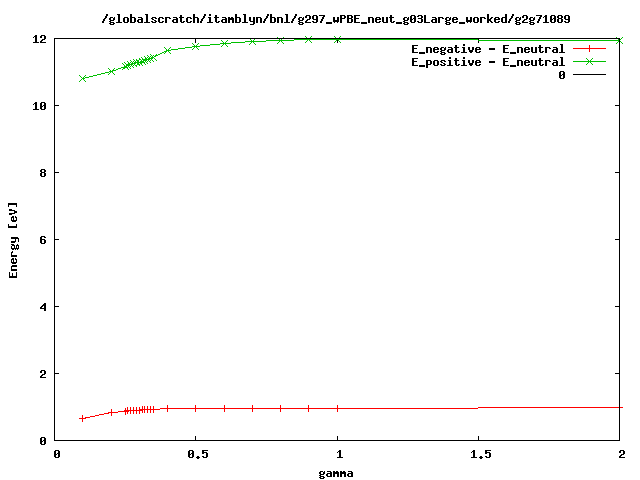 /globalscratch/itamblyn/bnl/g297_wPBE_neut_g03Large_worked/g2g71089
E_negative - E_neutral
E_positive - E_neutral
0
Energy [eV]
12
10
8
6
4
2
0
0 0.5 1 1.5 2
gamma